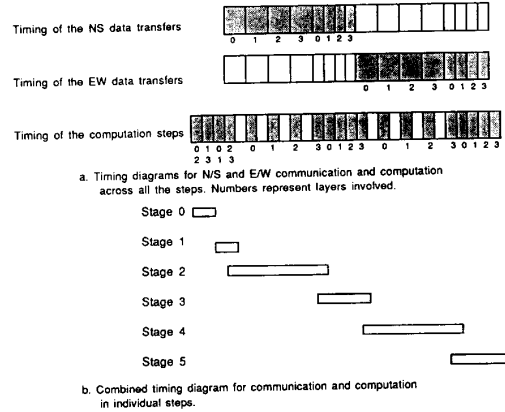 Timing of the NS data transfers
0 1 2 3 0 1 2 3
Timing of the EW data transfers
0 1 2 3 0 1 2 3
Timing of the computation steps
0 1 0 2 0 1 2 3 0 1 2 3 0 1 2 3 0 1 2 3
2 3 1 3
a. Timing diagrams for N/S and E/W communication and computation
across all the steps. Numbers represent layers involved.
Stage 0
Stage 1
Stage 2
Stage 3
Stage 4
Stage 5
b. Combined timing diagram for communication and computation
in individual steps.